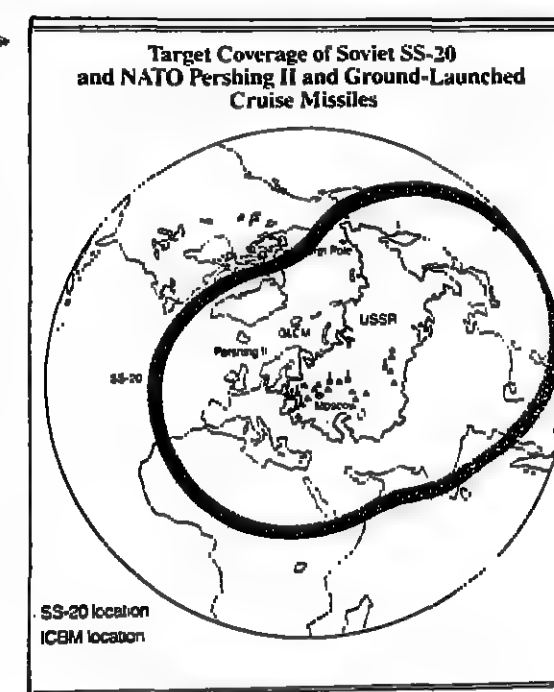 Target Coverage of Soviet SS-20
and NATO Pershing II and Ground-Launched
Cruise Missiles
Pole
GLCM
USSR
Pershing II
SS-20
Moscow
SS-20 location
ICBM location